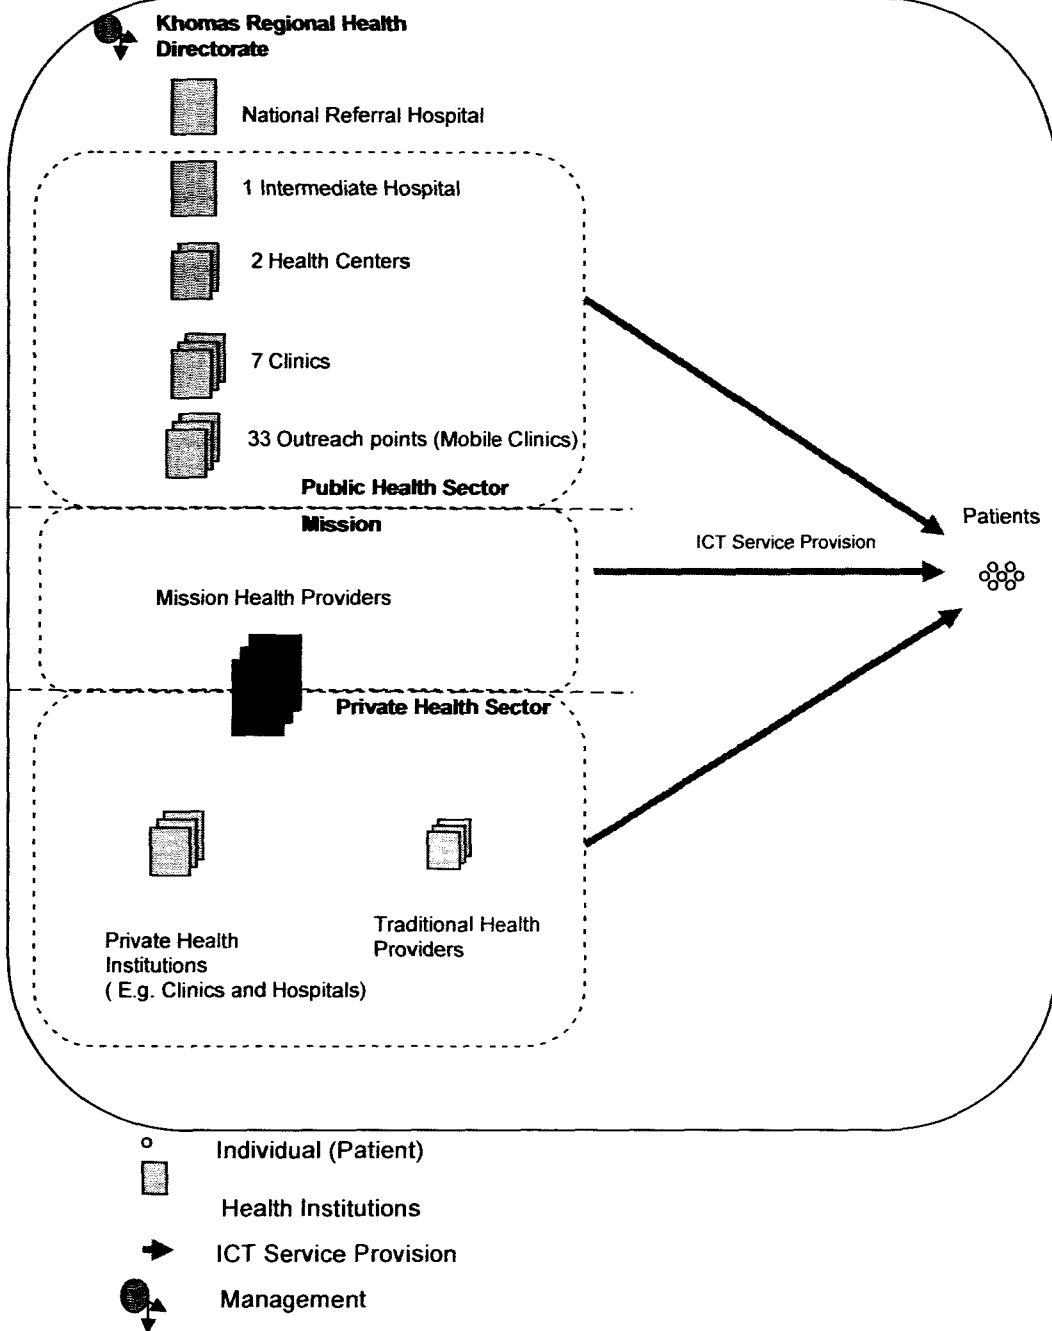 Khomas Regional Health
Directorate
National Referral Hospital
1 Intermediate Hospital
2 Health Centers
7 Clinics
33 Outreach points (Mobile Clinics)
Public Health Sector
Mission
ICT Service Provision
Patients
Mission Health Providers
Private Health Sector
Traditional Health
Providers
Private Health
Institutions
( E.g. Clinics and Hospitals)
Individual (Patient)
Health Institutions
ICT Service Provision
Management